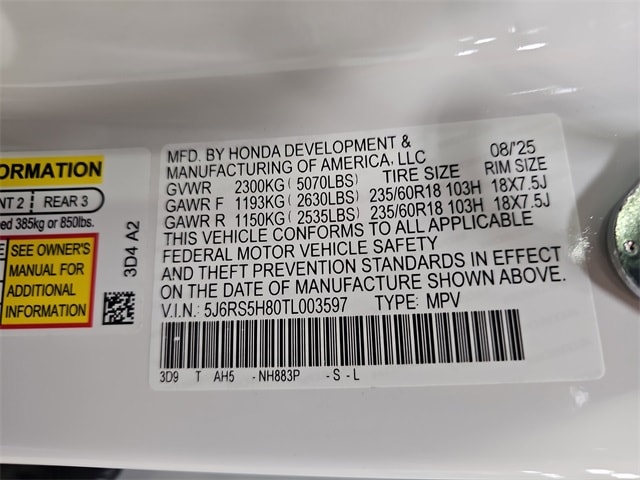 ORMATION
NT 2 REAR 3
ed 385kg or 850lbs.
SEE OWNER'S
MANUAL FOR
ADDITIONAL
INFORMATION
3D4 A2
MFD. BY HONDA DEVELOPMENT & 08/'25
MANUFACTURING OF AMERICA, LLC
TIRE SIZE RIM SIZE
GVWR 2300KG ( 5070LBS)
GAWR F 1193KG ( 2630LBS) 235/60R18 103H 18X7.5J
GAWR R 1150KG ( 2535LBS) 235/60R18 103H 18X7.5J
THIS VEHICLE CONFORMS TO ALL APPLICABLE
FEDERAL MOTOR VEHICLE SAFETY
AND THEFT PREVENTION STANDARDS IN EFFECT
ON THE DATE OF MANUFACTURE SHOWN ABOVE.
V.I.N.: 5J6RS5H80TL003597 TYPE: MPV
3D9 T AH5 -NH883P -S-L